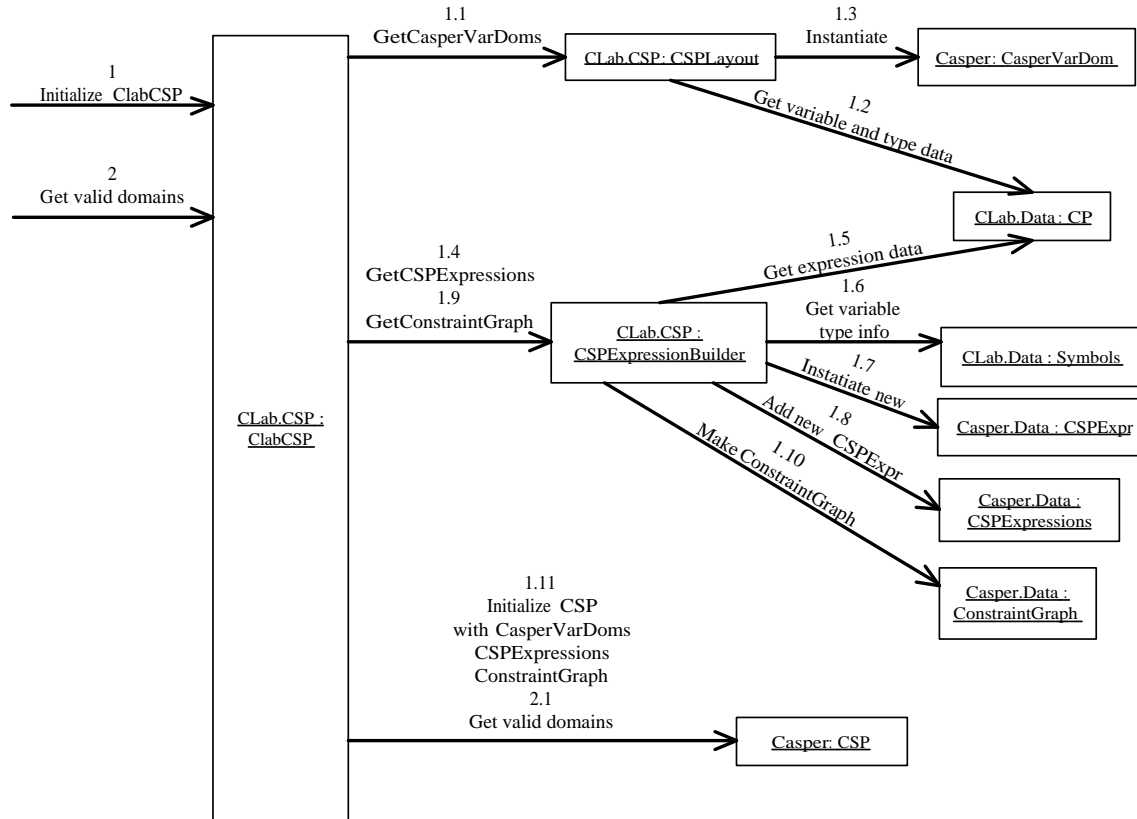 1.1
GetCasperVarDoms
1.3
Instantiate
CLab.CSP: CSPLayout
Casper: CasperVarDom
1
Initialize ClabCSP
1.2
Get variable and type data
2
Get valid domains
CLab.Data : CP
1.4
GetCSPExpressions
1.9
GetConstraintGraph
1.5
Get expression data
1.6
Get variable
type info
CLab.CSP :
CSPExpressionBuilder
CLab.Data : Symbols
1.7
Instatiate new
1.8
Add new CSPExpr
Casper.Data : CSPExpr
CLab.CSP :
ClabCSP
1.10
Make ConstraintGraph
Casper.Data :
CSPExpressions
Casper.Data :
ConstraintGraph
1.11
Initialize CSP
with CasperVarDoms
CSPExpressions
ConstraintGraph
2.1
Get valid domains
Casper: CSP